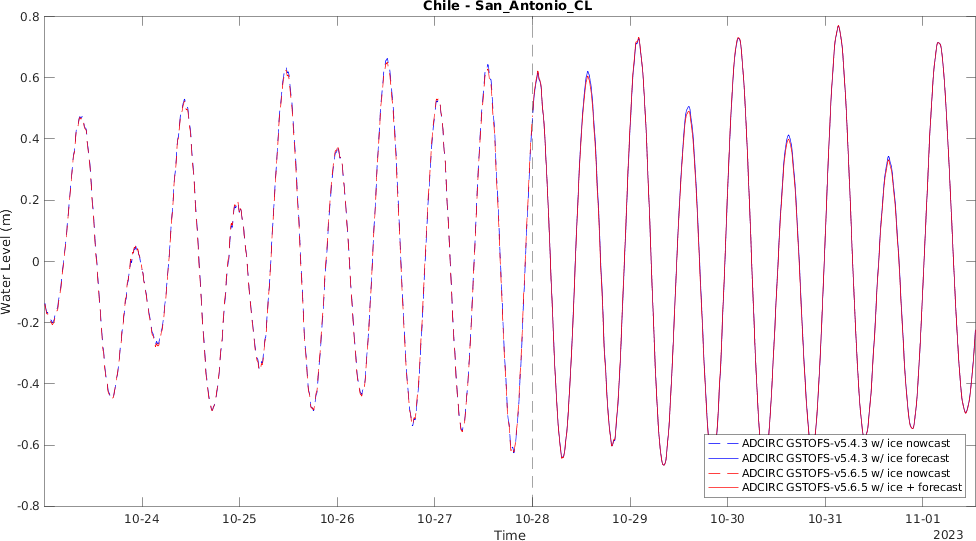 Chile - San_Antonio_CL
0.8
0.6
0.4
0.2
0
-0.2
-0.4
-0.6
-0.8
Water Level (m)
ADCIRC GSTOFS-v5.4.3 w/ ice nowcast
ADCIRC GSTOFS-v5.4.3 w/ ice forecast
ADCIRC GSTOFS-v5.6.5 w/ ice nowcast
ADCIRC GSTOFS-v5.6.5 w/ ice + forecast
10-24 10-25 10-26 10-27 10-28 10-29 10-30 10-31 11-01
Time
2023